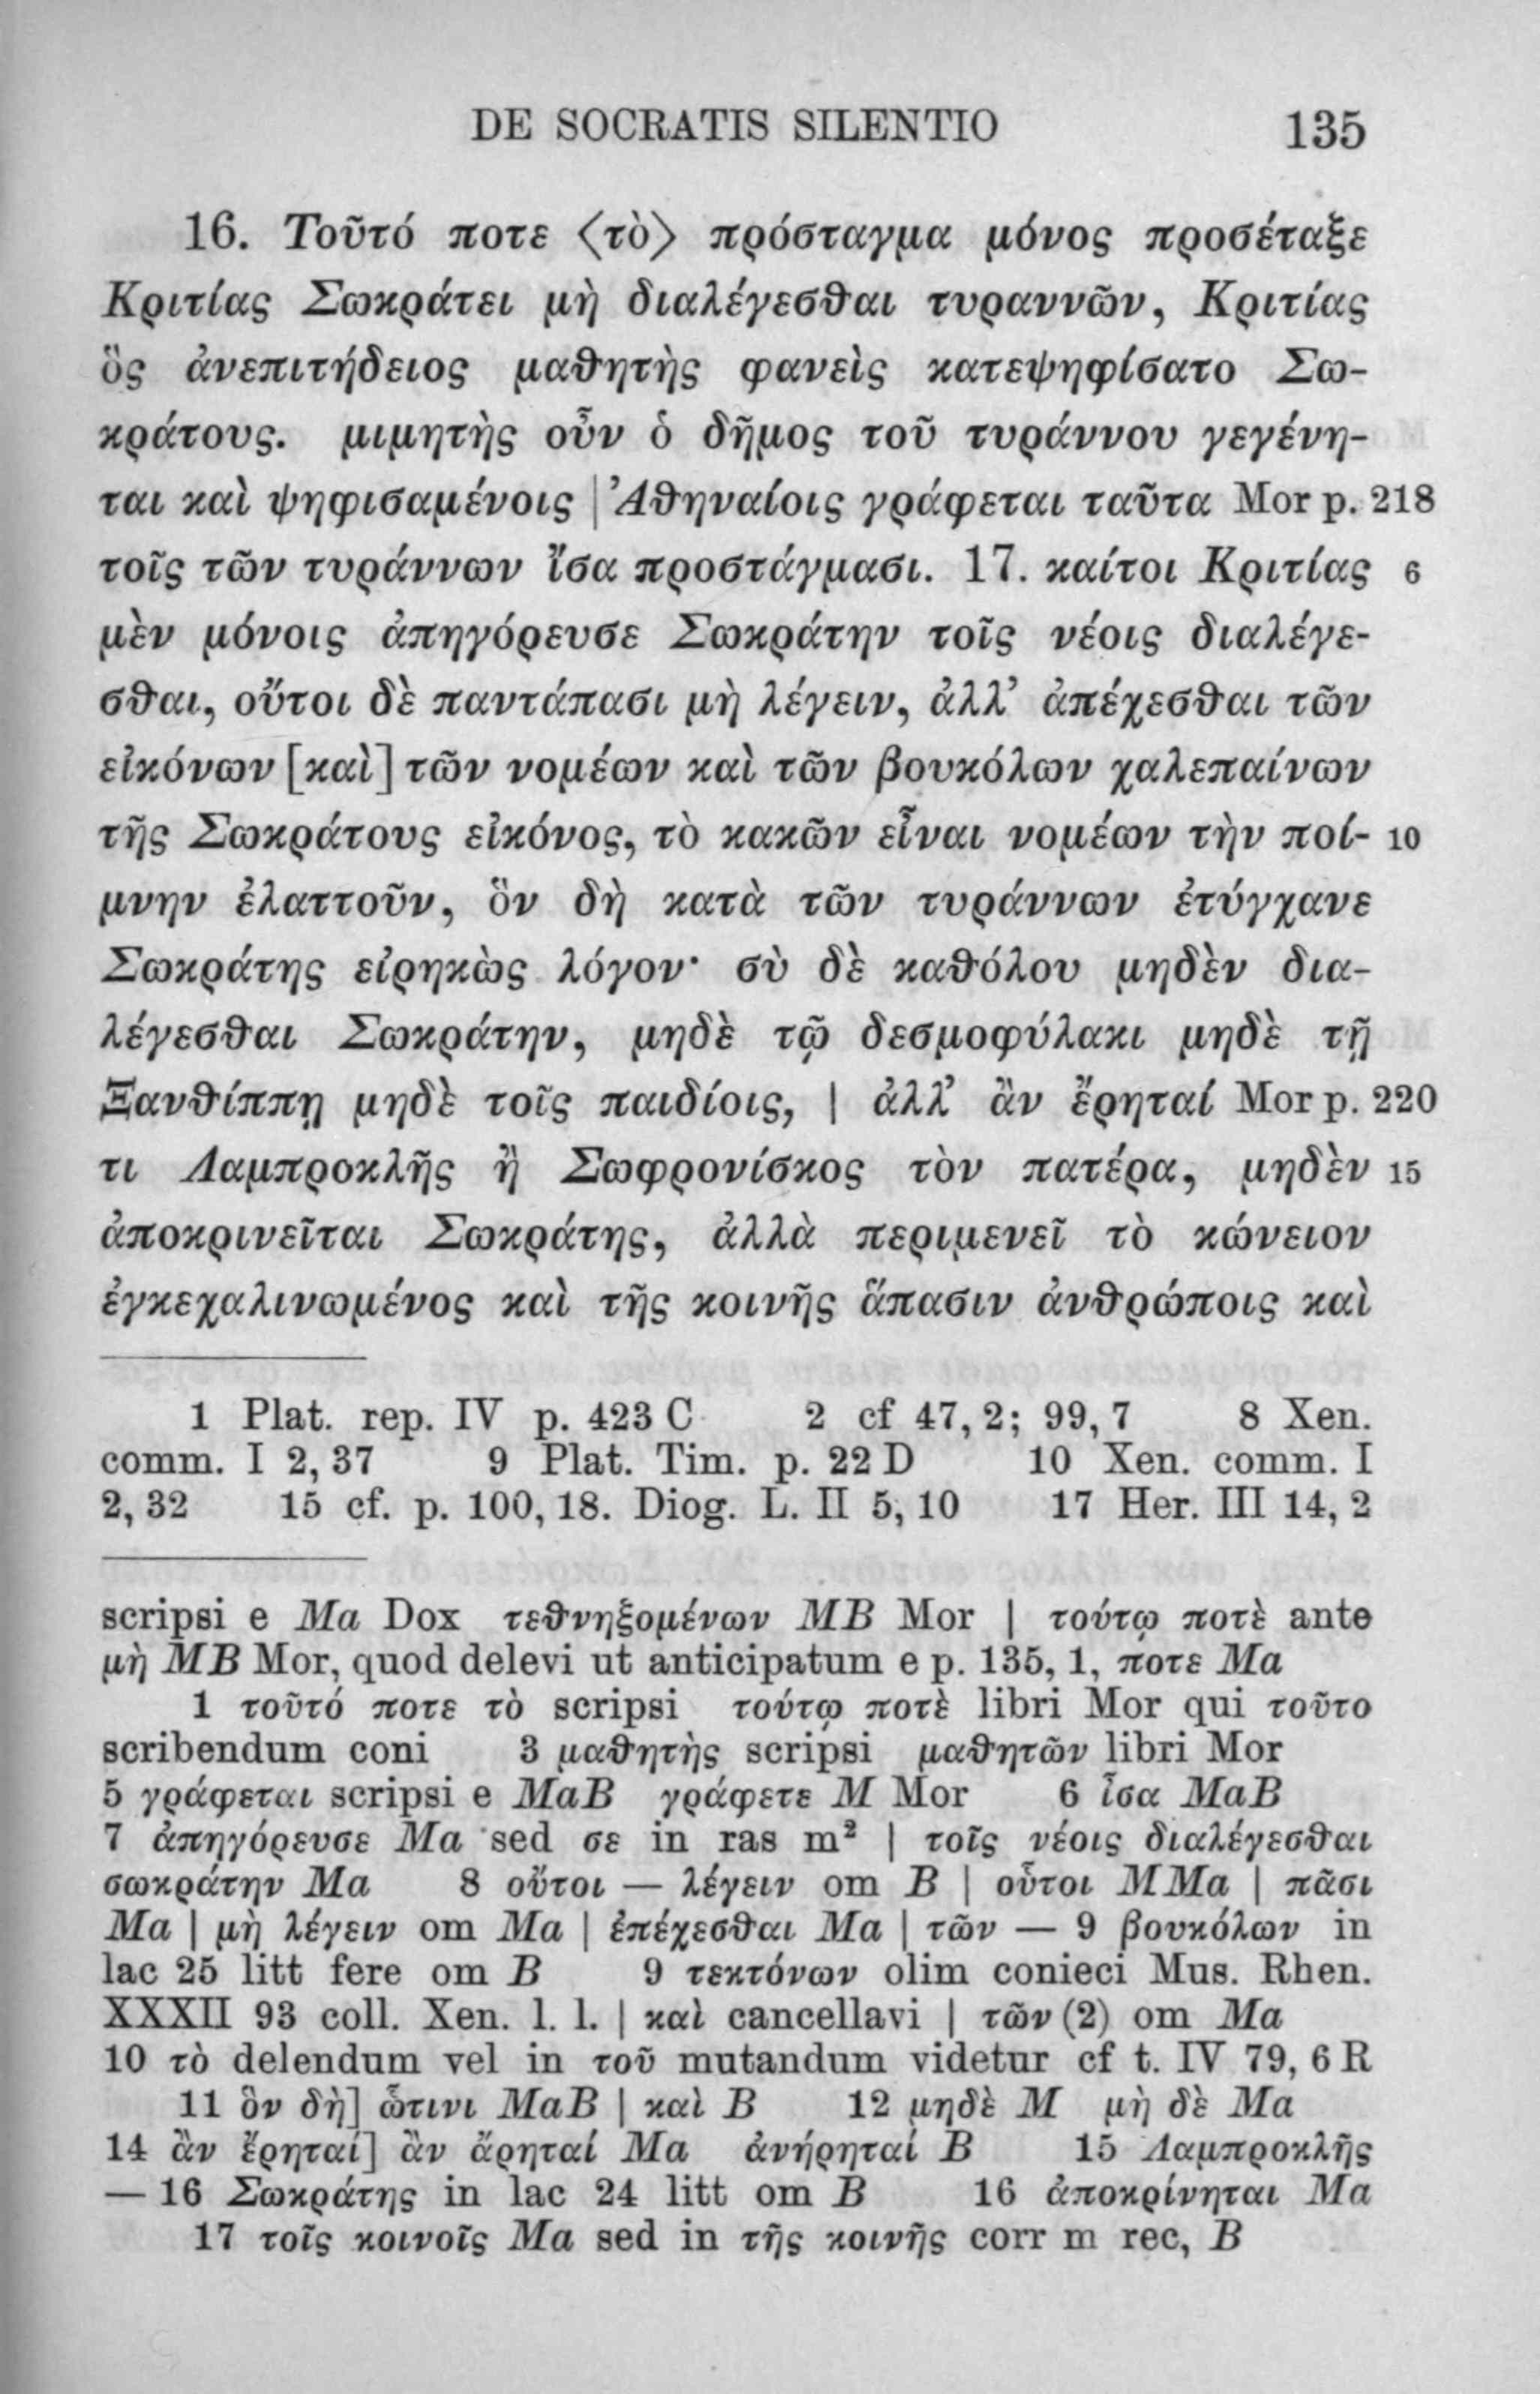 DE SOCRATIS SILENTIO 135
16. Τοῦτό ποτε ⟨τὸ⟩ πρόσταγμα μόνος προσέταξε
Κριτίας Σωκράτει μὴ διαλέγεσθαι τυραννῶν, Κριτίας
ὃς ἀνεπιτήδειος μαθητὴς φανεὶς κατεψηφίσατο Σω-
κράτους. μιμητὴς οὖν ὁ δῆμος τοῦ τυράννου γεγένη-
ται καὶ ψηφισαμένοις | Ἀθηναίοις γράφεται ταῦτα Mor p. 218
τοῖς τῶν τυράννων ἴσα προστάγμασι. 17. καίτοι Κριτίας 6
μὲν μόνοις ἀπηγόρευσε Σωκράτην τοῖς νέοις διαλέγε-
σθαι, οὔτοι δὲ παντάπασι μὴ λέγειν, ἀλλ’ ἀπέχεσθαι τῶν
εἰκόνων [καὶ] τῶν νομέων καὶ τῶν βουκόλων χαλεπαίνων
τῆς Σωκράτους εἰκόνος, τὸ κακῶν εἶναι νομέων τὴν ποί- 10
μνην ἐλαττοῦν, ὃν δὴ κατὰ τῶν τυράννων ἐτύγχανε
Σωκράτης εἰρηκὼς λόγον· σὺ δὲ καθόλου μηδὲν δια-
λέγεσθαι Σωκράτην, μηδὲ τῷ δεσμοφύλακι μηδὲ τῇ
Ξανθίππῃ μηδὲ τοῖς παιδίοις, | ἀλλ’ ἂν ἔρηταί Mor p. 220
τι Λαμπροκλῆς ἢ Σωφρονίσκος τὸν πατέρα, μηδὲν 15
ἀποκρινεῖται Σωκράτης, ἀλλὰ περιμενεῖ τὸ κώνειον
ἐγκεχαλινωμένος καὶ τῆς κοινῆς ἅπασιν ἀνθρώποις καὶ
1 Plat. rep. IV p. 423 C 2 cf 47, 2; 99, 7 8 Xen.
comm. I 2, 37 9 Plat. Tim. p. 22 D 10 Xen. comm. I
2, 32 15 cf. p. 100, 18. Diog. L. II 5, 10 17 Her. III 14, 2
scripsi e Ma Dox τεθνηξομένων MB Mor | τούτῳ ποτὲ ante
μὴ MB Mor, quod delevi ut anticipatum e p. 135, 1, ποτε Ma
1 τοῦτό ποτε τὸ scripsi τούτῳ ποτὲ libri Mor qui τοῦτο
scribendum coni 3 μαθητὴς scripsi μαθητῶν libri Mor
5 γράφεται scripsi e MaB γράφετε M Mor 6 ἶσα MaB
7 ἀπηγόρευσε Ma sed σε in ras m² | τοῖς νέοις διαλέγεσθαι
σωκράτην Ma 8 οὔτοι — λέγειν om B | οὗτοι MMa | πᾶσι
Ma | μὴ λέγειν om Ma | ἐπέχεσθαι Ma | τῶν — 9 βουκόλων in
lac 25 litt fere om B 9 τεκτόνων olim conieci Mus. Rhen.
XXXII 93 coll. Xen. l. l. | καὶ cancellavi | τῶν (2) om Ma
10 τὸ delendum vel in τοῦ mutandum videtur cf t. IV 79, 6 R
11 ὃν δὴ] ὧτινι MaB | καὶ B 12 μηδὲ M μὴ δὲ Ma
14 ἂν ἔρηταί] ἂν ἄρηταί Ma ἀνήρηταί B 15 Λαμπροκλῆς
— 16 Σωκράτης in lac 24 litt om B 16 ἀποκρίνηται Ma
17 τοῖς κοινοῖς Ma sed in τῆς κοινῆς corr m rec, B